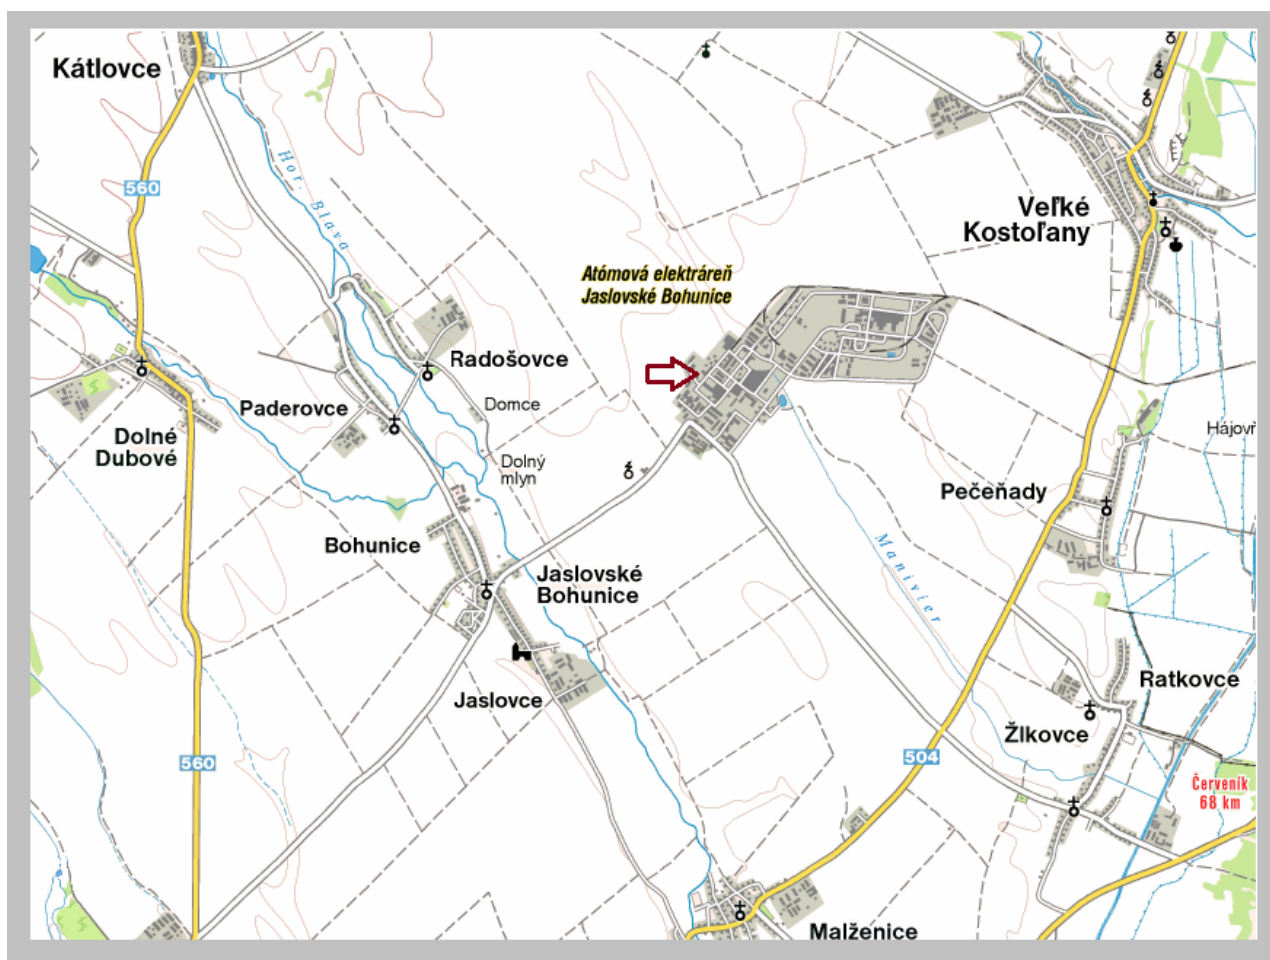 Kátlovce
Hor. Blava
560
Veľké
Kostoľany
Atómová elektráreň
Jaslovské Bohunice
Radošovce
Paderovce
Domce
Dolné
Dubové
Hájovň
Dolný
mlyn
Pečeňady
Bohunice
Manivier
Jaslovské
Bohunice
Ratkovce
Jaslovce
Žlkovce
504
560
Červeník
68 km
Malženice